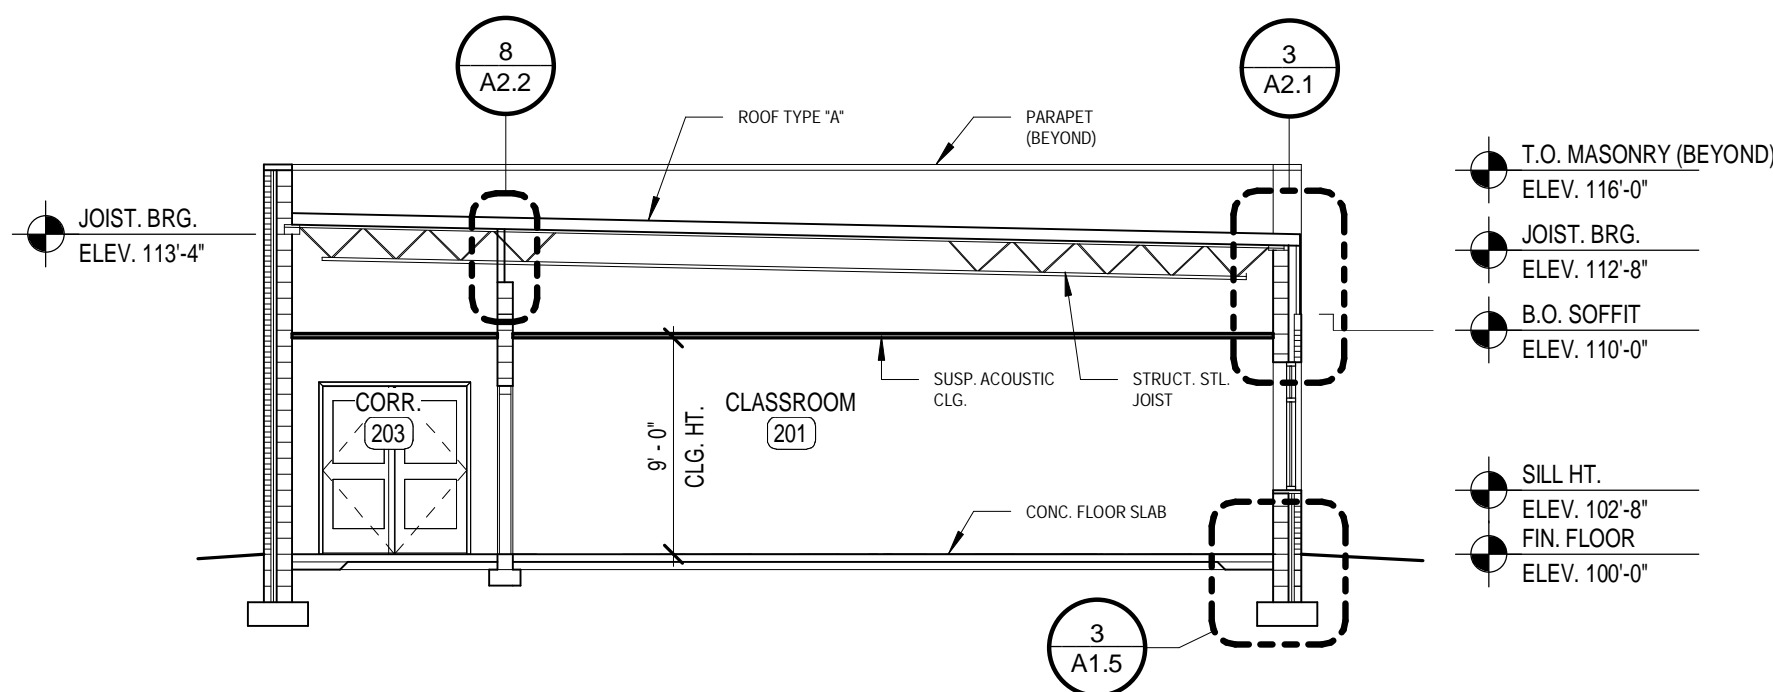 8
A2.2
3
A2.1
ROOF TYPE "A"
PARAPET
(BEYOND)
T.O. MASONRY (BEYOND)
ELEV. 116'-0"
JOIST. BRG.
ELEV. 113'-4"
JOIST. BRG.
ELEV. 112'-8"
B.O. SOFFIT
ELEV. 110'-0"
SUSP. ACOUSTIC
CLG.
STRUCT. STL.
JOIST
CORR.
203
9' - 0"
CLG. HT.
CLASSROOM
201
SILL HT.
ELEV. 102'-8"
CONC. FLOOR SLAB
FIN. FLOOR
ELEV. 100'-0"
3
A1.5